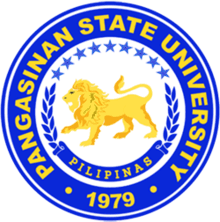 PANGASINAN STATE UNIVERSITY
PILIPINAS
· 1979 ·